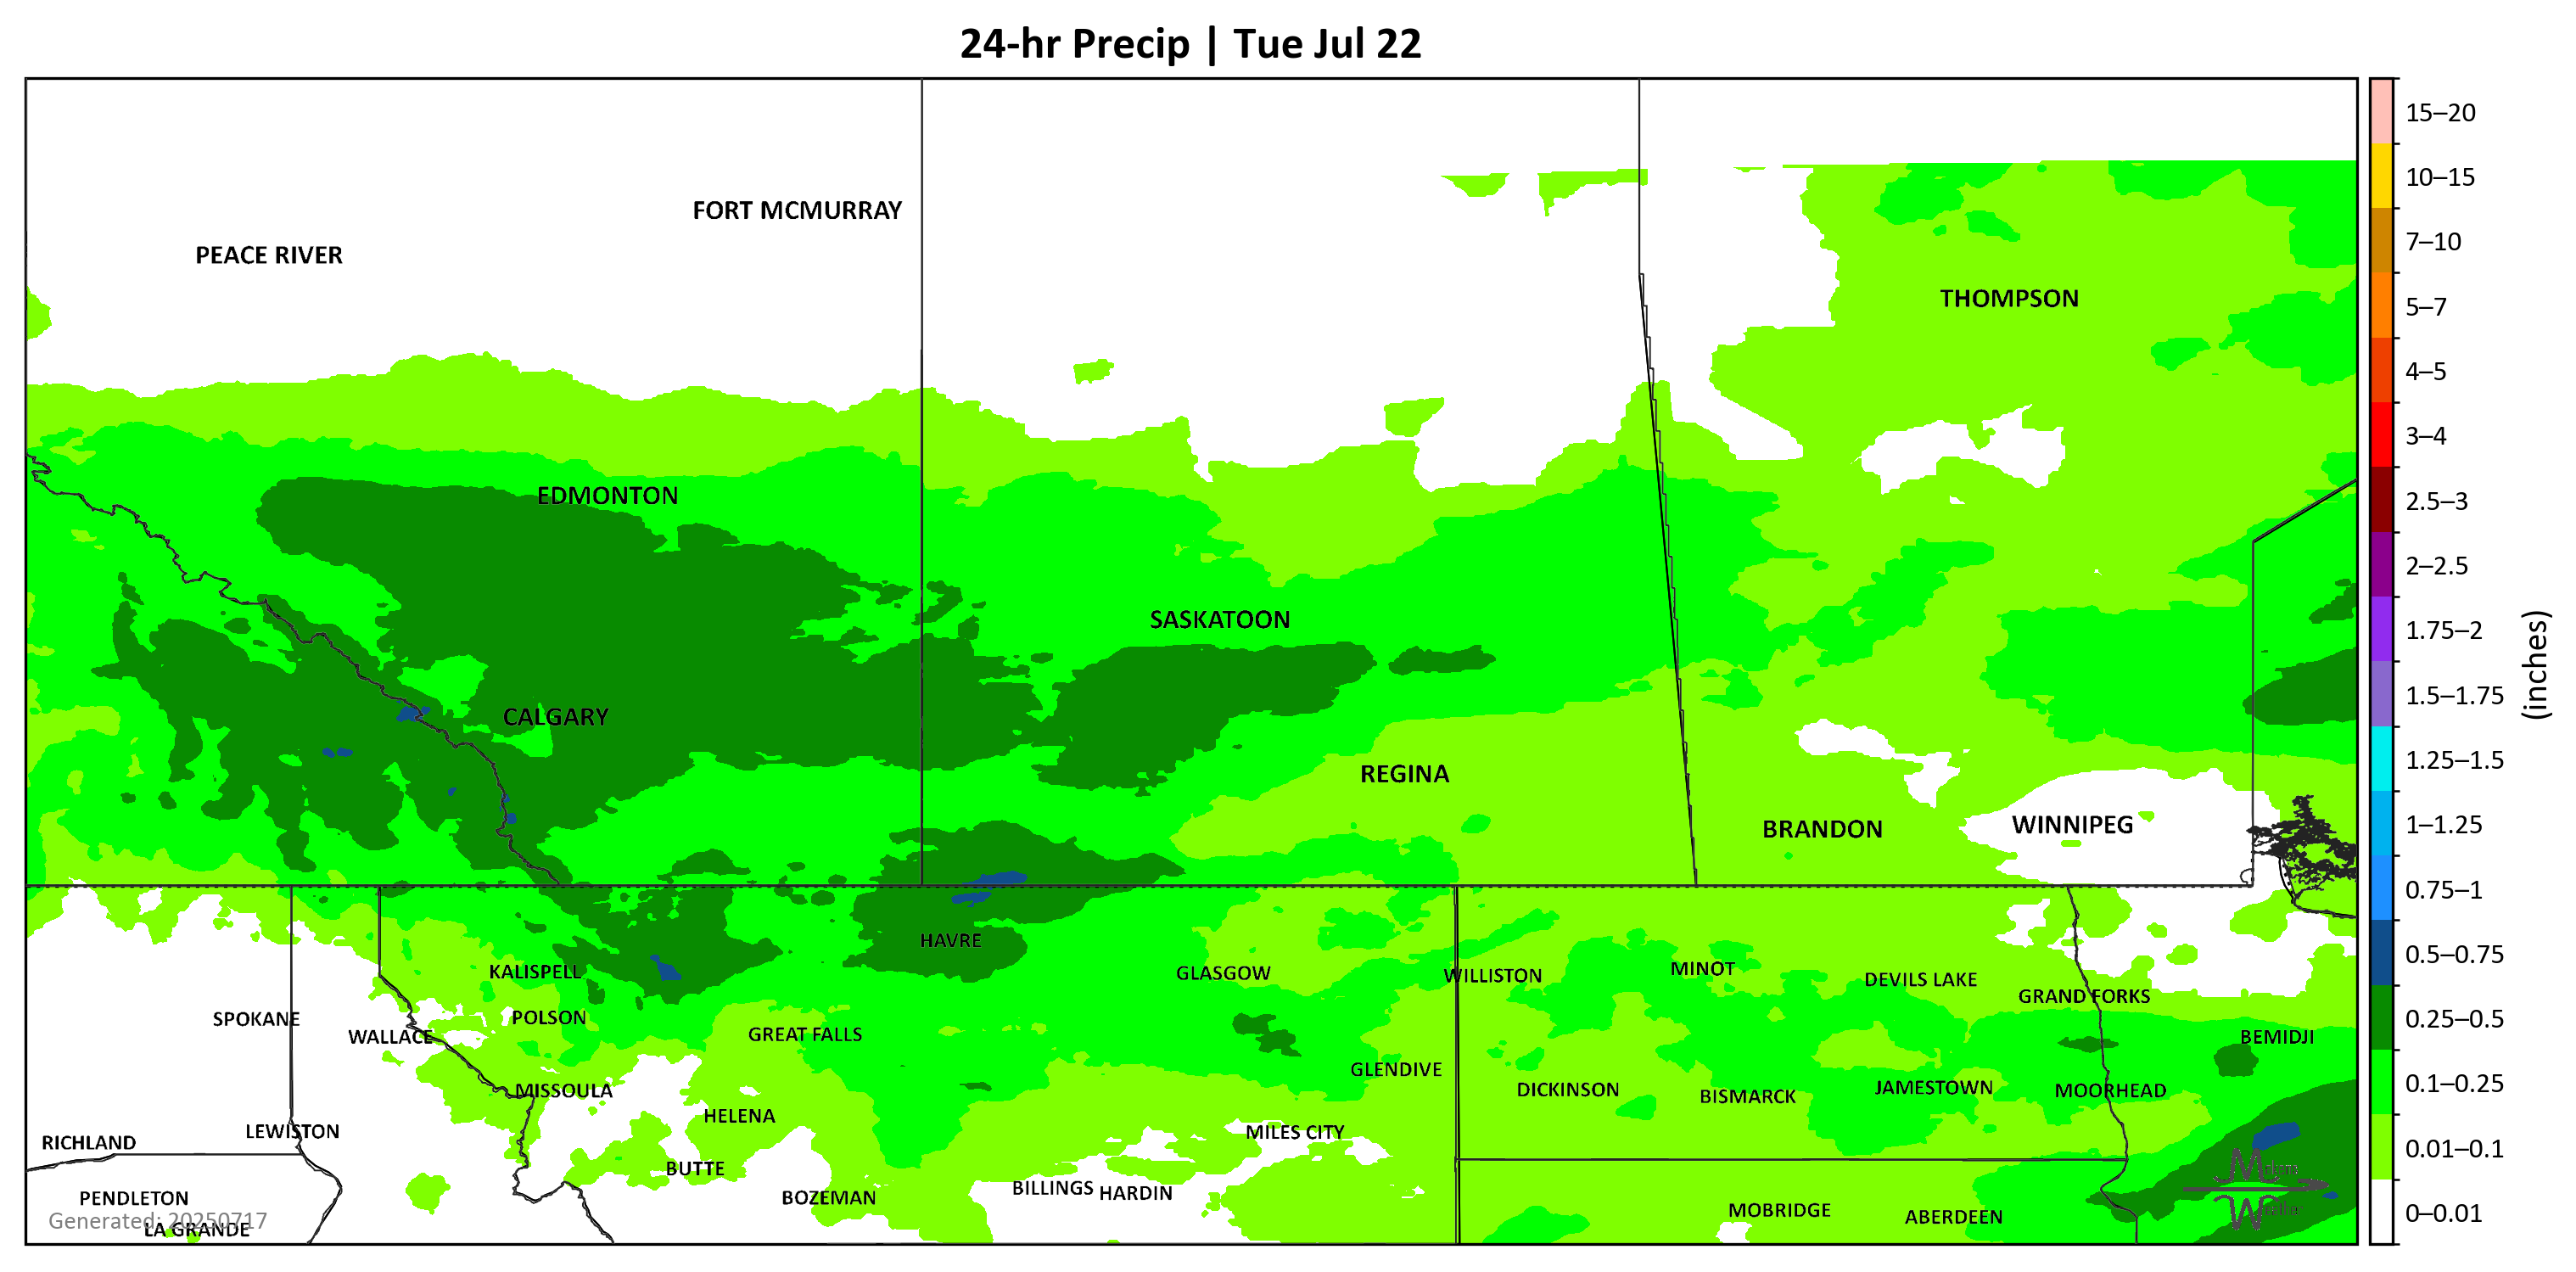 24-hr Precip | Tue Jul 22
FORT MCMURRAY
PEACE RIVER
THOMPSON
EDMONTON
SASKATOON
CALGARY
REGINA
BRANDON
WINNIPEG
HAVRE
KALISPELL
GLASGOW
WILLISTON
MINOT
DEVILS LAKE
GRAND FORKS
SPOKANE
POLSON
WALLACE
GREAT FALLS
BEMIDJI
GLENDIVE
MISSOULA
DICKINSON
BISMARCK
JAMESTOWN
MOORHEAD
HELENA
RICHLAND
LEWISTON
MILES CITY
BUTTE
PENDLETON
BOZEMAN
BILLINGS
HARDIN
MOBRIDGE
ABERDEEN
Generated: 20250717
LA GRANDE
15–20
10–15
7–10
5–7
4–5
3–4
2.5–3
2–2.5
1.75–2
1.5–1.75
1.25–1.5
1–1.25
0.75–1
0.5–0.75
0.25–0.5
0.1–0.25
0.01–0.1
0–0.01
(inches)